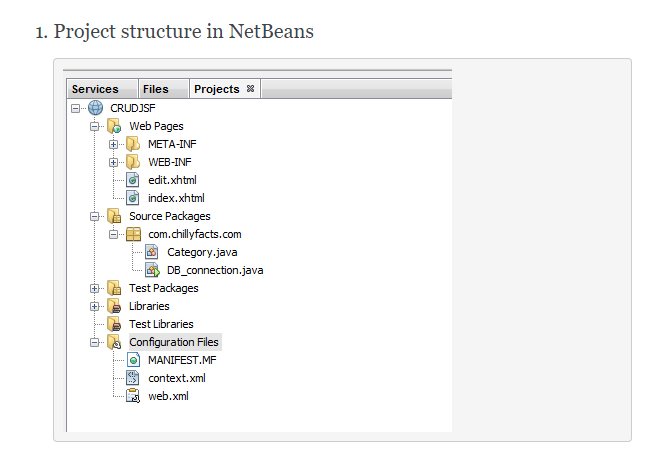 1. Project structure in NetBeans
Services Files Projects
CRUDJSF
Web Pages
META-INF
WEB-INF
edit.xhtml
index.xhtml
Source Packages
com.chillyfacts.com
Category.java
DB_connection.java
Test Packages
Libraries
Test Libraries
Configuration Files
MANIFEST.MF
context.xml
web.xml